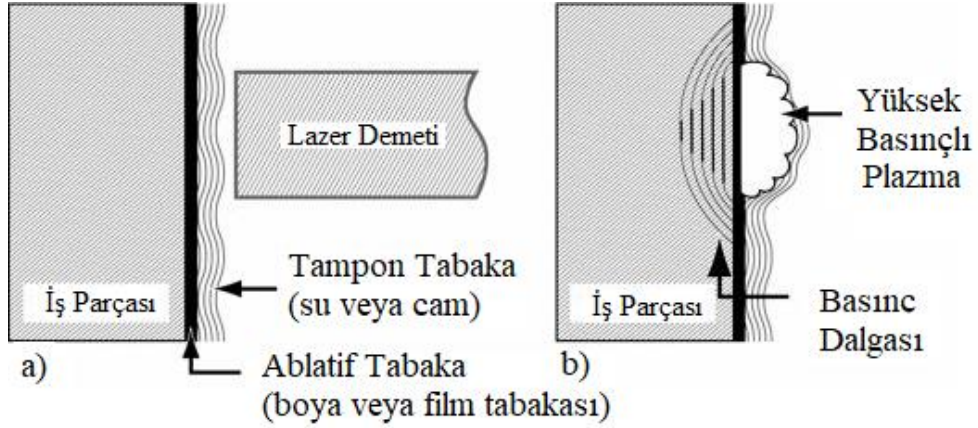 Lazer Demeti
İş Parçası
Tampon Tabaka
(su veya cam)
Ablatif Tabaka
(boya veya film tabakası)
a)
Yüksek
Basınçlı
Plazma
İş Parçası
Basınc
Dalgası
b)